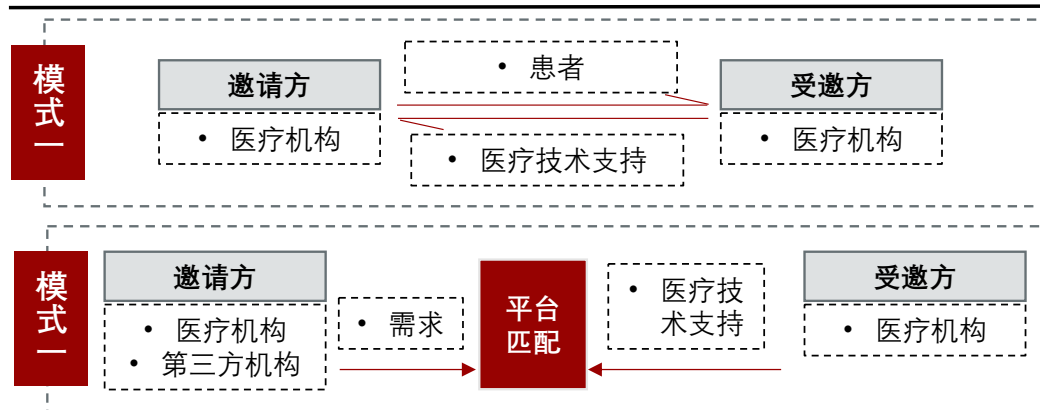 模式一
邀请方
• 医疗机构
• 患者
• 医疗技术支持
受邀方
• 医疗机构
模式一
邀请方
• 医疗机构
• 第三方机构
• 需求
平台
匹配
• 医疗技
术支持
受邀方
• 医疗机构